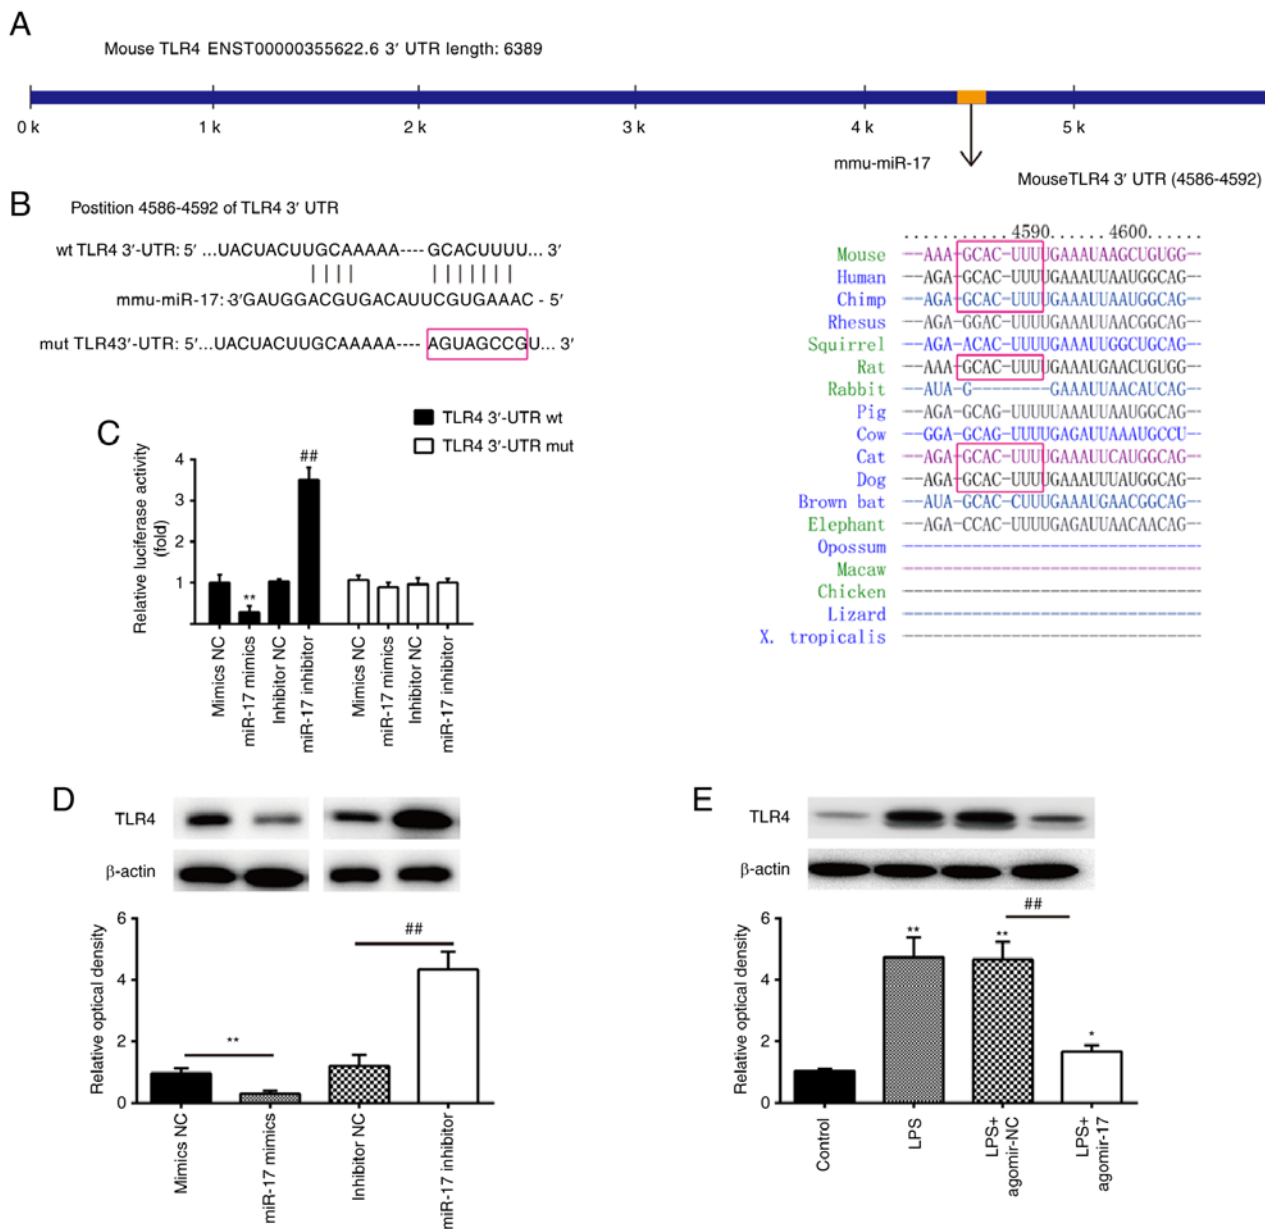 A
Mouse TLR4 ENST00000355622.6 3′ UTR length: 6389
0 k 1 k 2 k 3 k 4 k 5 k
mmu-miR-17
Mouse TLR4 3′ UTR (4586-4592)
B
Postition 4586-4592 of TLR4 3′ UTR
wt TLR4 3′-UTR: 5′ ...UACUACUUGCAAAAA---- GCACUUUU... 3′
mmu-miR-17: -3′GAUGGACGUGACAUUCGUGAAAC - 5′
mut TLR43′-UTR: 5′...UACUACUUGCAAAAA---- AGUAGCCGU... 3′
4590 4600
Mouse --AAA-GCAC-UUUUGAAAUAAGCUGUGG--
Human --AGA-GCAC-UUUUGAAAUUAAUGGCAG--
Chimp --AGA-GCAC-UUUUGAAAUUAAUGGCAG--
Rhesus --AGA-GGAC-UUUUGAAAUUAACGGCAG--
Squirrel --AGA-ACAC-UUUUGAAAUUGGCUGCAG--
Rat --AAA-GCAC-UUUUGAAAUGAACUGUGG--
Rabbit --AUA-G--------GAAAUUAACAUCAG--
Pig --AGA-GCAG-UUUUUAAAUUAAUGGCAG--
Cow --GGA-GCAG-UUUUGAGAUUAAAUGCCU--
Cat --AGA-GCAC-UUUUGAAAUUCAUGGCAG--
Dog --AGA-GCAC-UUUUGAAAUUUAUGGCAG--
Brown bat --AUA-GCAC-CUUUGAAAUGAACGGCAG--
Elephant --AGA-CCAC-UUUUGAGAUUAACAACAG--
Opossum
Macaw
Chicken
Lizard
X. tropicalis
C
TLR4 3′-UTR wt
TLR4 3′-UTR mut
Relative luciferase activity
(fold)
4
3
2
1
**
##
Mimics NC
miR-17 mimics
Inhibitor NC
miR-17 inhibitor
Mimics NC
miR-17 mimics
Inhibitor NC
miR-17 inhibitor
D
TLR4
β-actin
Relative optical density
6
4
2
0
**
##
Mimics NC
miR-17 mimics
Inhibitor NC
miR-17 inhibitor
E
TLR4
β-actin
Relative optical density
6
4
2
0
**
**
##
*
Control
LPS
LPS+
agomir-NC
LPS+
agomir-17